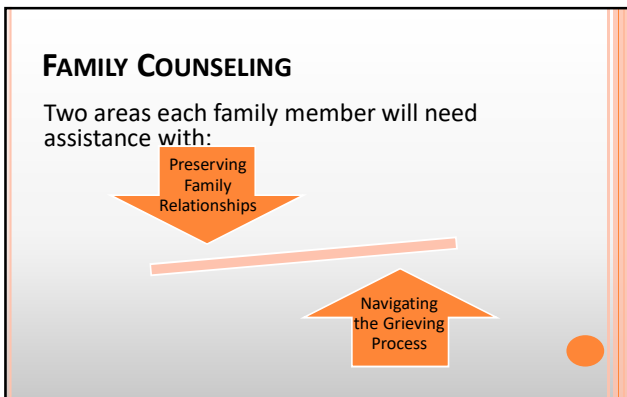 FAMILY COUNSELING
Two areas each family member will need
assistance with:
Preserving
Family
Relationships
Navigating
the Grieving
Process